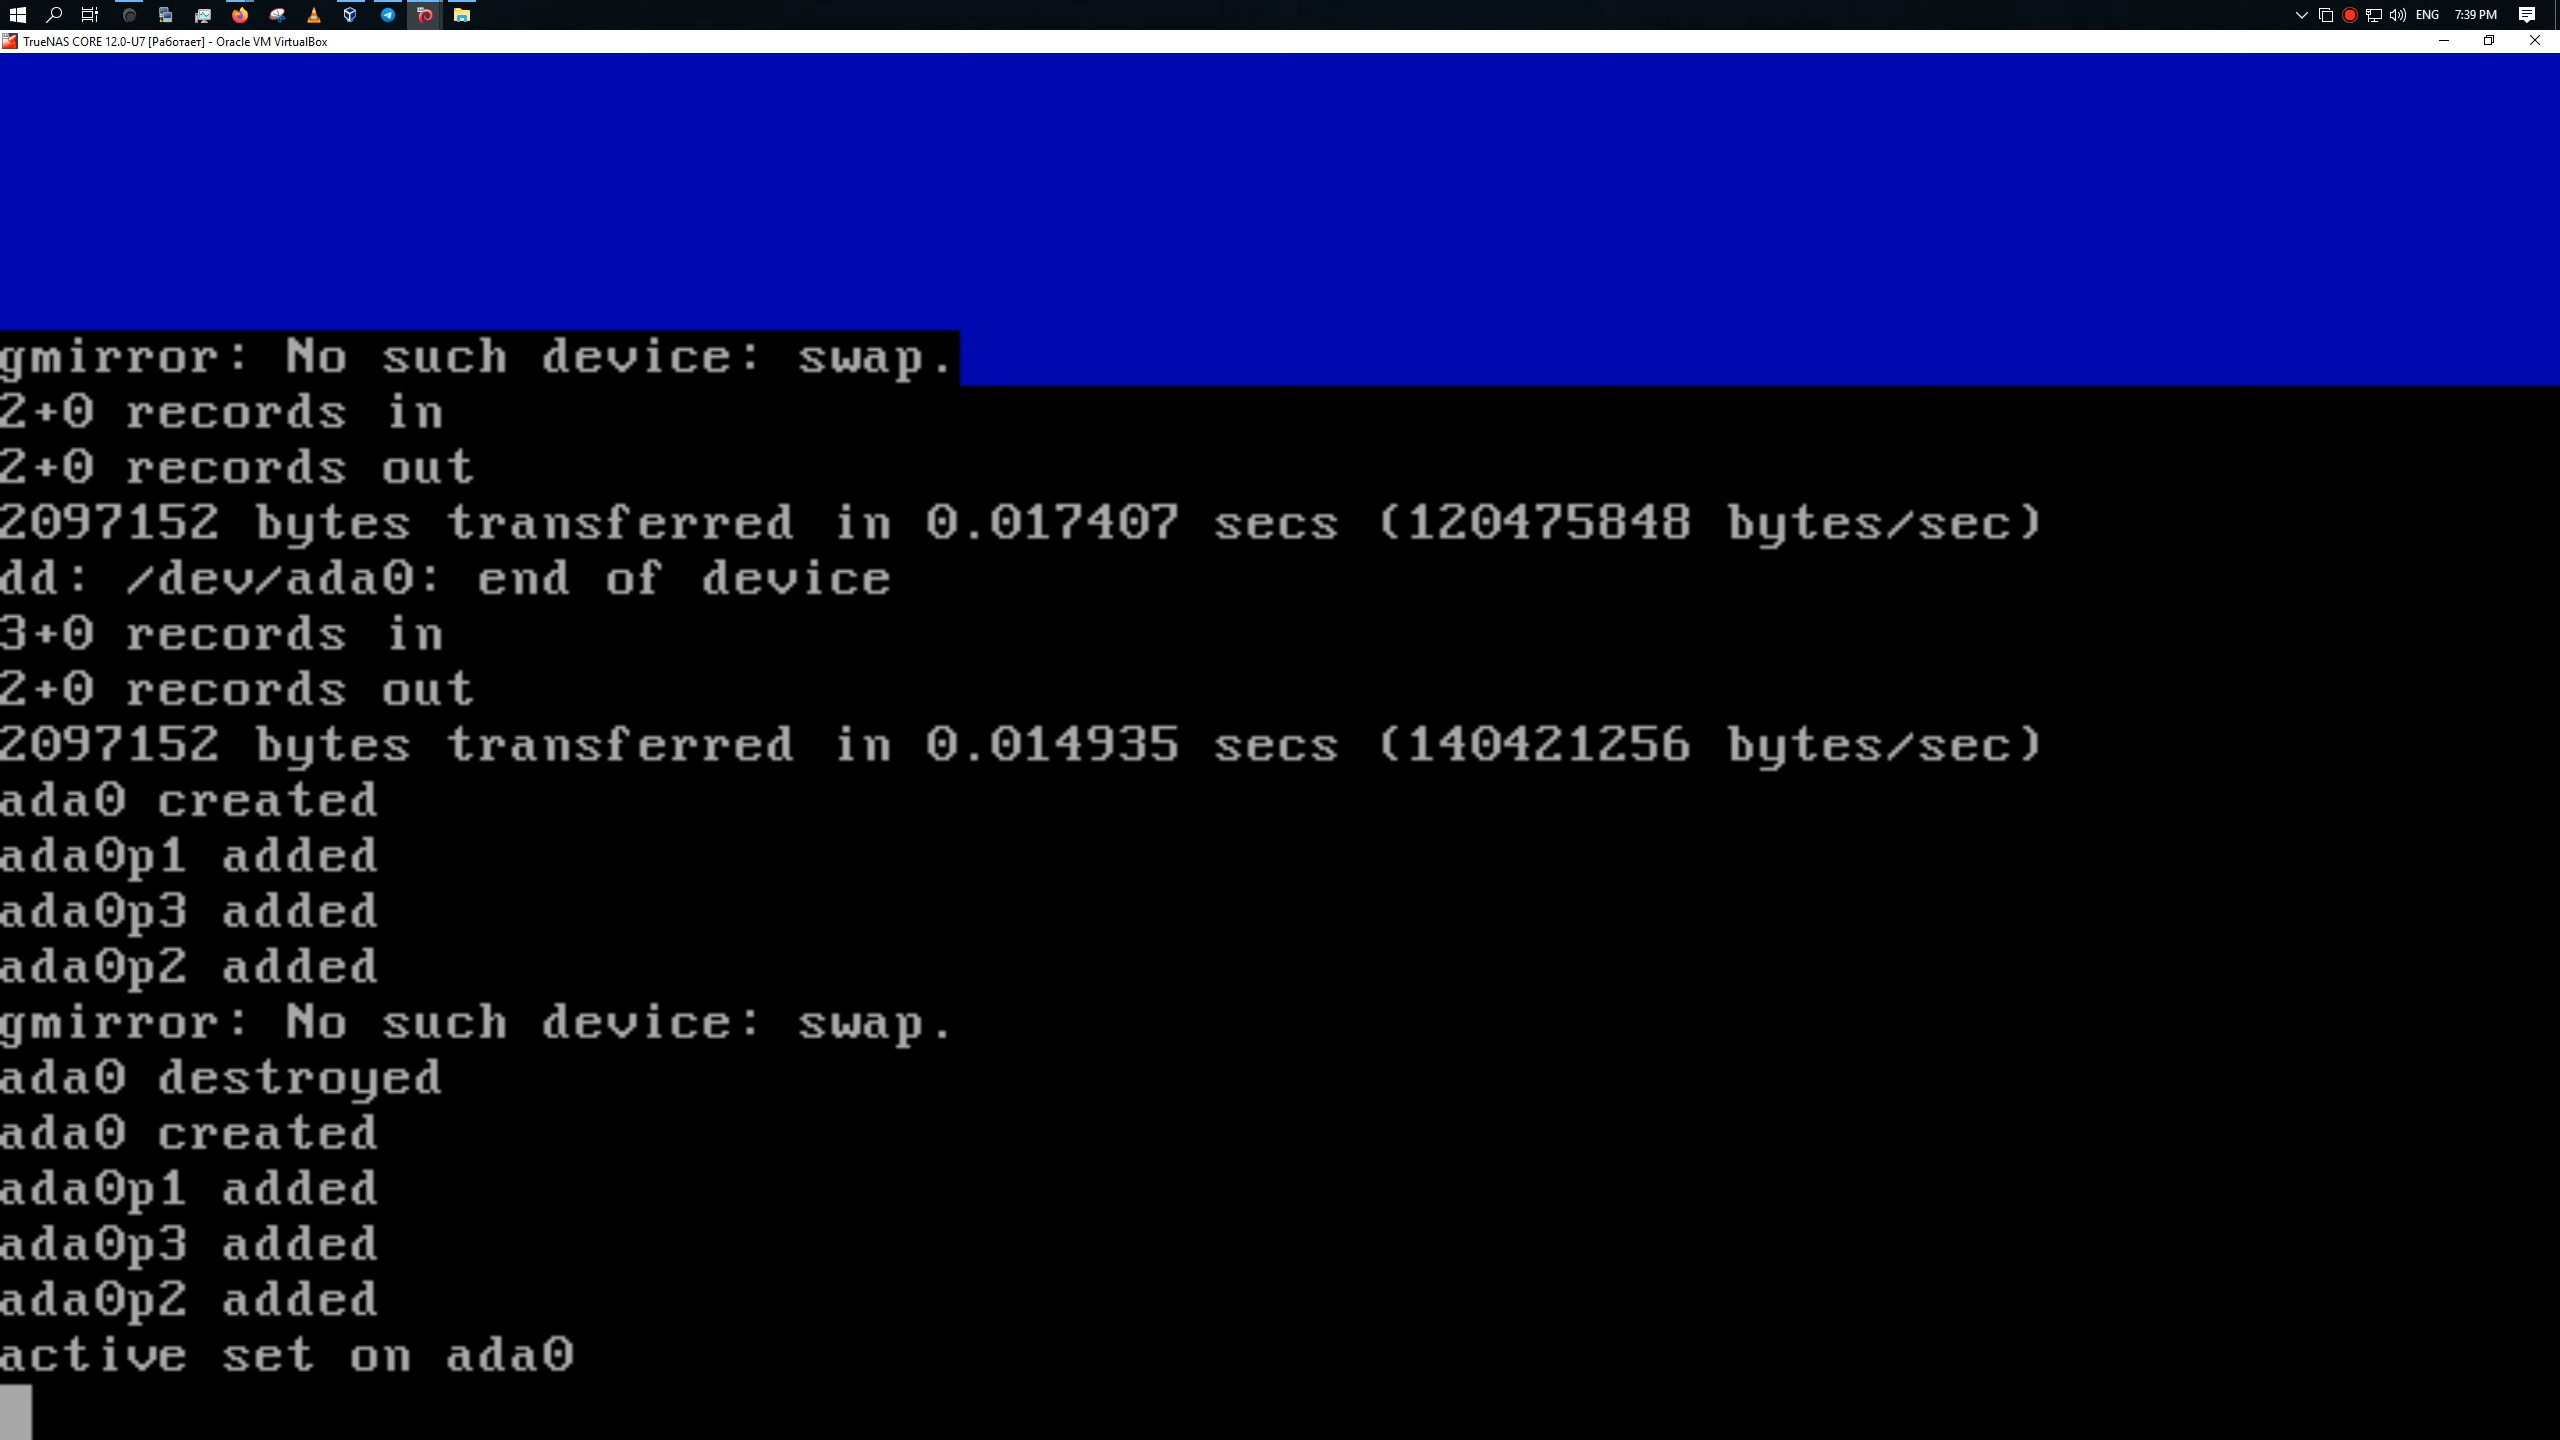 ENG
7:39 PM
TrueNAS CORE 12.0-U7 [Работает] - Oracle VM VirtualBox
gmirror: No such device: swap.
2+0 records in
2+0 records out
2097152 bytes transferred in 0.017407 secs (120475848 bytes/sec)
dd: /dev/ada0: end of device
3+0 records in
2+0 records out
2097152 bytes transferred in 0.014935 secs (140421256 bytes/sec)
ada0 created
ada0p1 added
ada0p3 added
ada0p2 added
gmirror: No such device: swap.
ada0 destroyed
ada0 created
ada0p1 added
ada0p3 added
ada0p2 added
active set on ada0